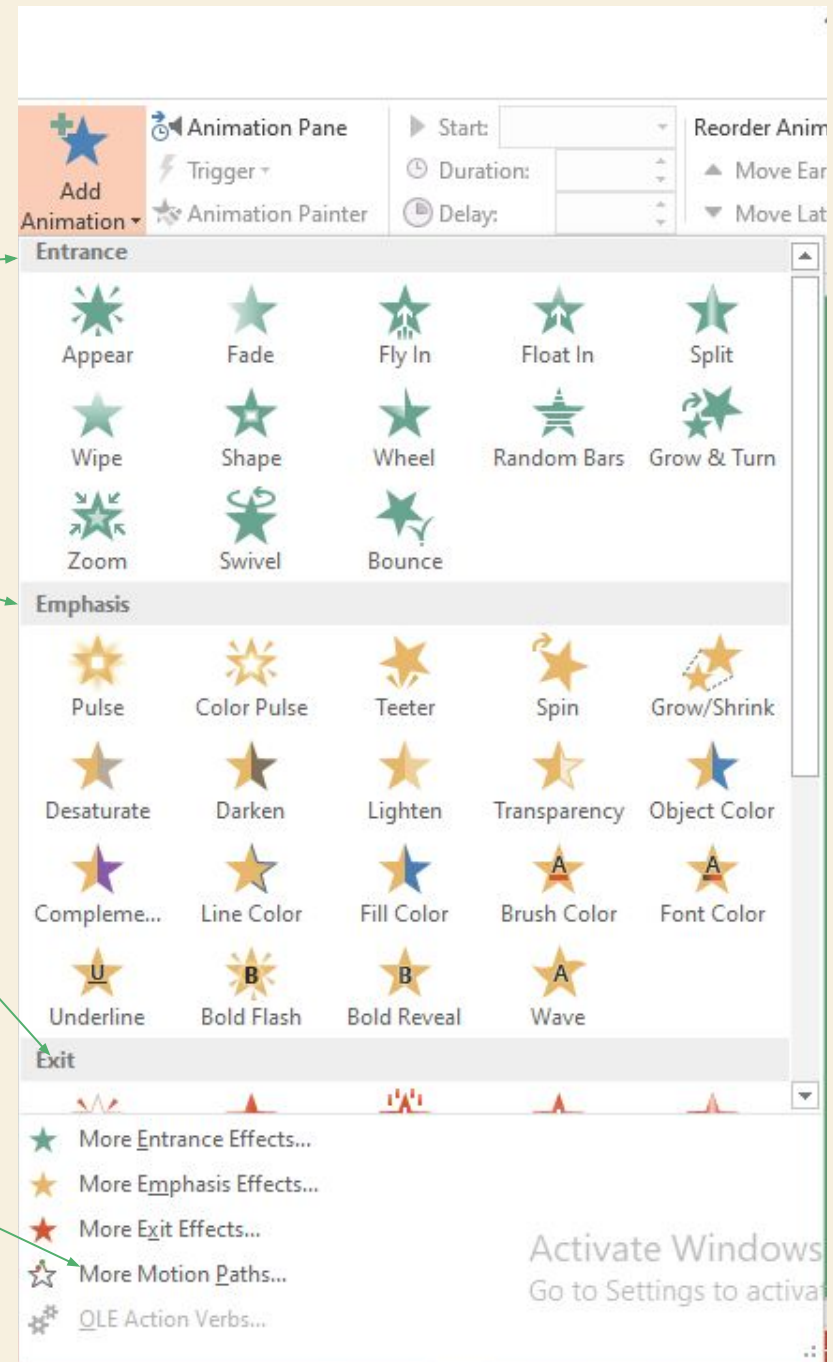 Add Animation
Animation Pane
Trigger
Animation Painter
Start:
Duration:
Delay:
Reorder Anim
Move Ear
Move Lat
Entrance
Appear Fade Fly In Float In Split
Wipe Shape Wheel Random Bars Grow & Turn
Zoom Swivel Bounce
Emphasis
Pulse Color Pulse Teeter Spin Grow/Shrink
Desaturate Darken Lighten Transparency Object Color
Compleme... Line Color Fill Color Brush Color Font Color
Underline Bold Flash Bold Reveal Wave
Exit
More Entrance Effects...
More Emphasis Effects...
More Exit Effects...
More Motion Paths...
OLE Action Verbs...
Activate Windows
Go to Settings to activat